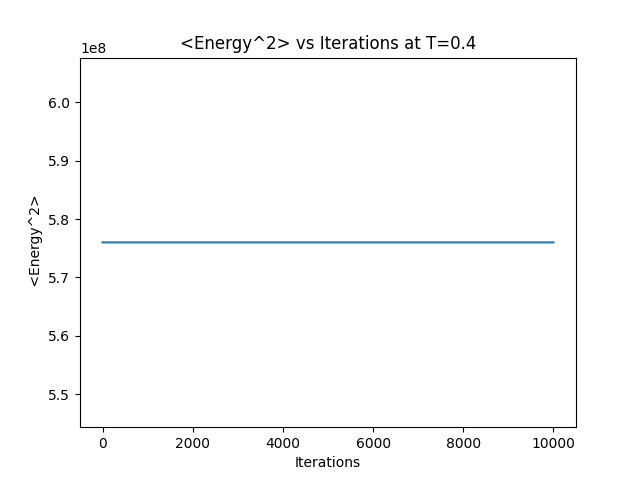 <Energy^2> vs Iterations at T=0.4
1e8
6.0
5.9
5.8
5.7
5.6
5.5
<Energy^2>
0 2000 4000 6000 8000 10000
Iterations